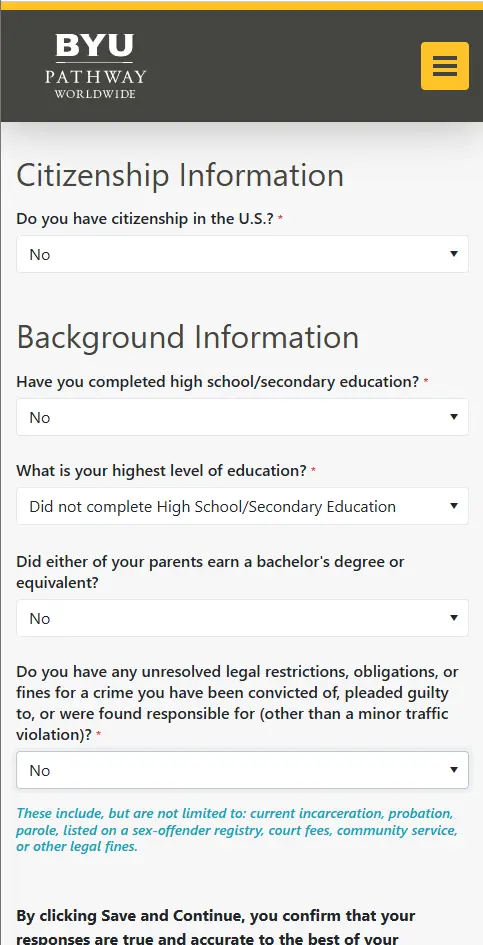 BYU
PATHWAY
WORLDWIDE
Citizenship Information
Do you have citizenship in the U.S.? *
No
Background Information
Have you completed high school/secondary education? *
No
What is your highest level of education? *
Did not complete High School/Secondary Education
Did either of your parents earn a bachelor's degree or
equivalent?
No
Do you have any unresolved legal restrictions, obligations, or
fines for a crime you have been convicted of, pleaded guilty
to, or were found responsible for (other than a minor traffic
violation)? *
No
These include, but are not limited to: current incarceration, probation,
parole, listed on a sex-offender registry, court fees, community service,
or other legal fines.
By clicking Save and Continue, you confirm that your
responses are true and accurate to the best of your